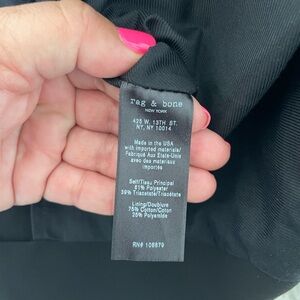 rag & bone
NEW YORK
425 W. 13TH ST.
NY, NY 10014
Made in the USA
with imported materials/
Fabriqué Aux Etats-Unis
avec des materiaux
importés
Self/Tissu Principal
61% Polyester
39% Triacetate/Triacétate
Lining/Doublure
75% Cotton/Coton
25% Polyamide
RN# 108879